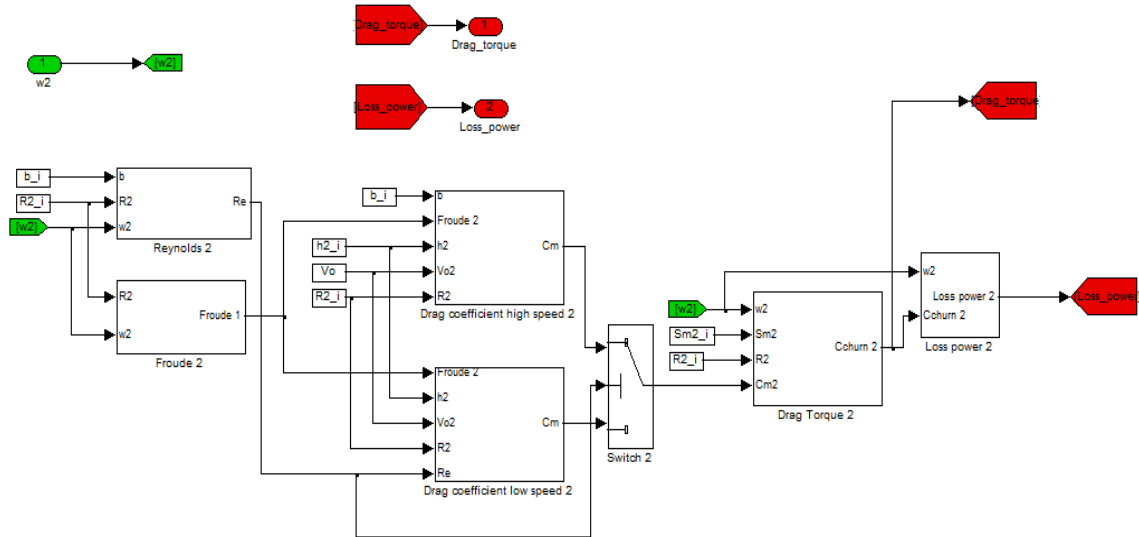 Drag_torque]
1
Drag_torque
1
[w2]
w2
[Loss_power]
2
Loss_power
[Drag_torque
b_i
b
R2_i
R2
Re
[w2]
w2
Reynolds 2
b_i
b
Froude 2
h2_i
h2
Cm
Vo
Vo2
R2_i
R2
Drag coefficient high speed 2
R2
Froude 1
w2
Froude 2
w2
Loss power 2
Cohurn 2
Loss power 2
[Loss_power]
[w2]
w2
Sm2_i
Sm2
R2_i
R2
Cohurn 2
Cm2
Drag Torque 2
Froude 2
h2
Vo2
Cm
R2
Re
Drag coefficient low speed 2
Switch 2